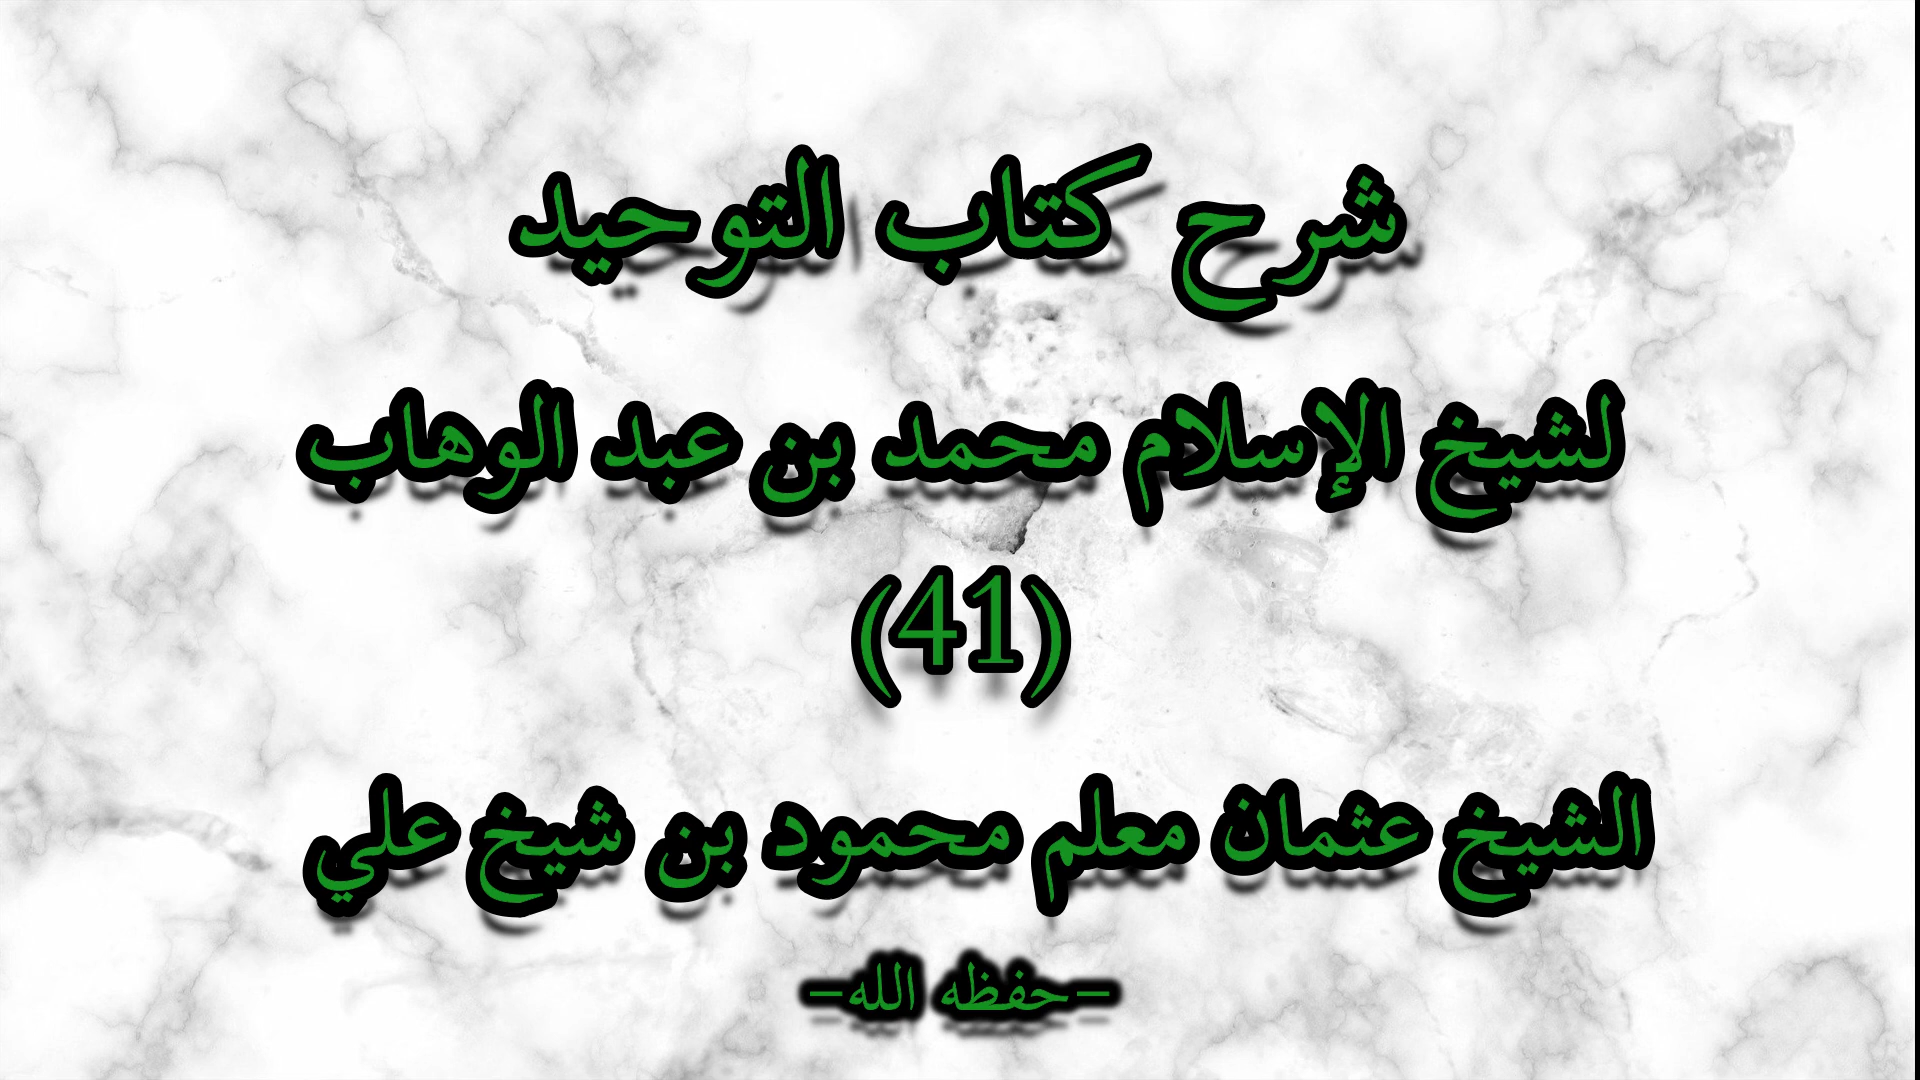 شرح كتاب التوحيد
لشيخ الإسلام محمد بن عبد الوهاب
(41)
الشيخ عثمان معلم محمود بن شيخ علي
-حفظه الله-